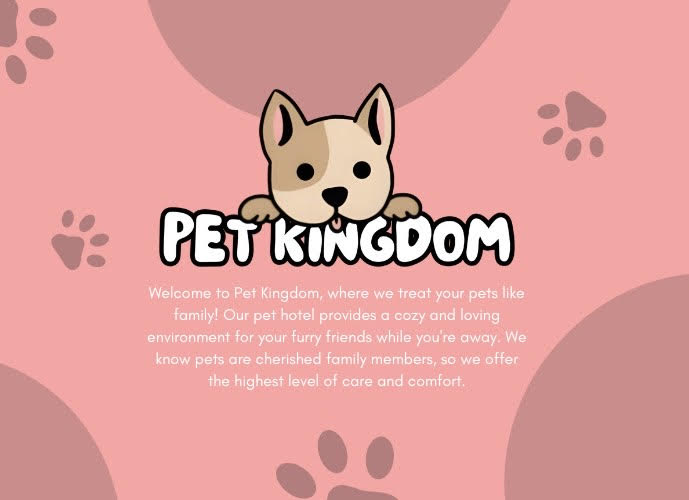 PET KINGDOM
Welcome to Pet Kingdom, where we treat your pets like
family! Our pet hotel provides a cozy and loving
environment for your furry friends while you're away. We
know pets are cherished family members, so we offer
the highest level of care and comfort.